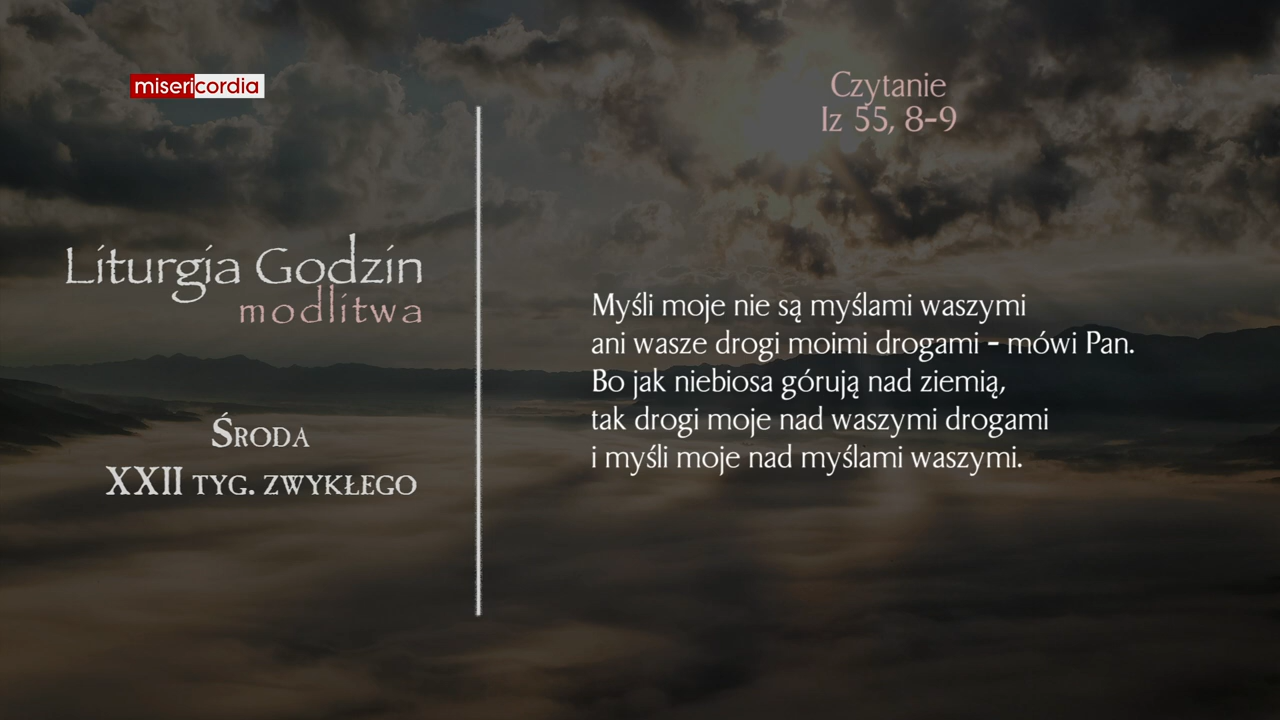 misericordia
Liturgia Godzin
modlitwa
Środa
XXII tyg. zwykłego
Czytanie
Iz 55, 8-9
Myśli moje nie są myślami waszymi
ani wasze drogi moimi drogami - mówi Pan.
Bo jak niebiosa górują nad ziemią,
tak drogi moje nad waszymi drogami
i myśli moje nad myślami waszymi.